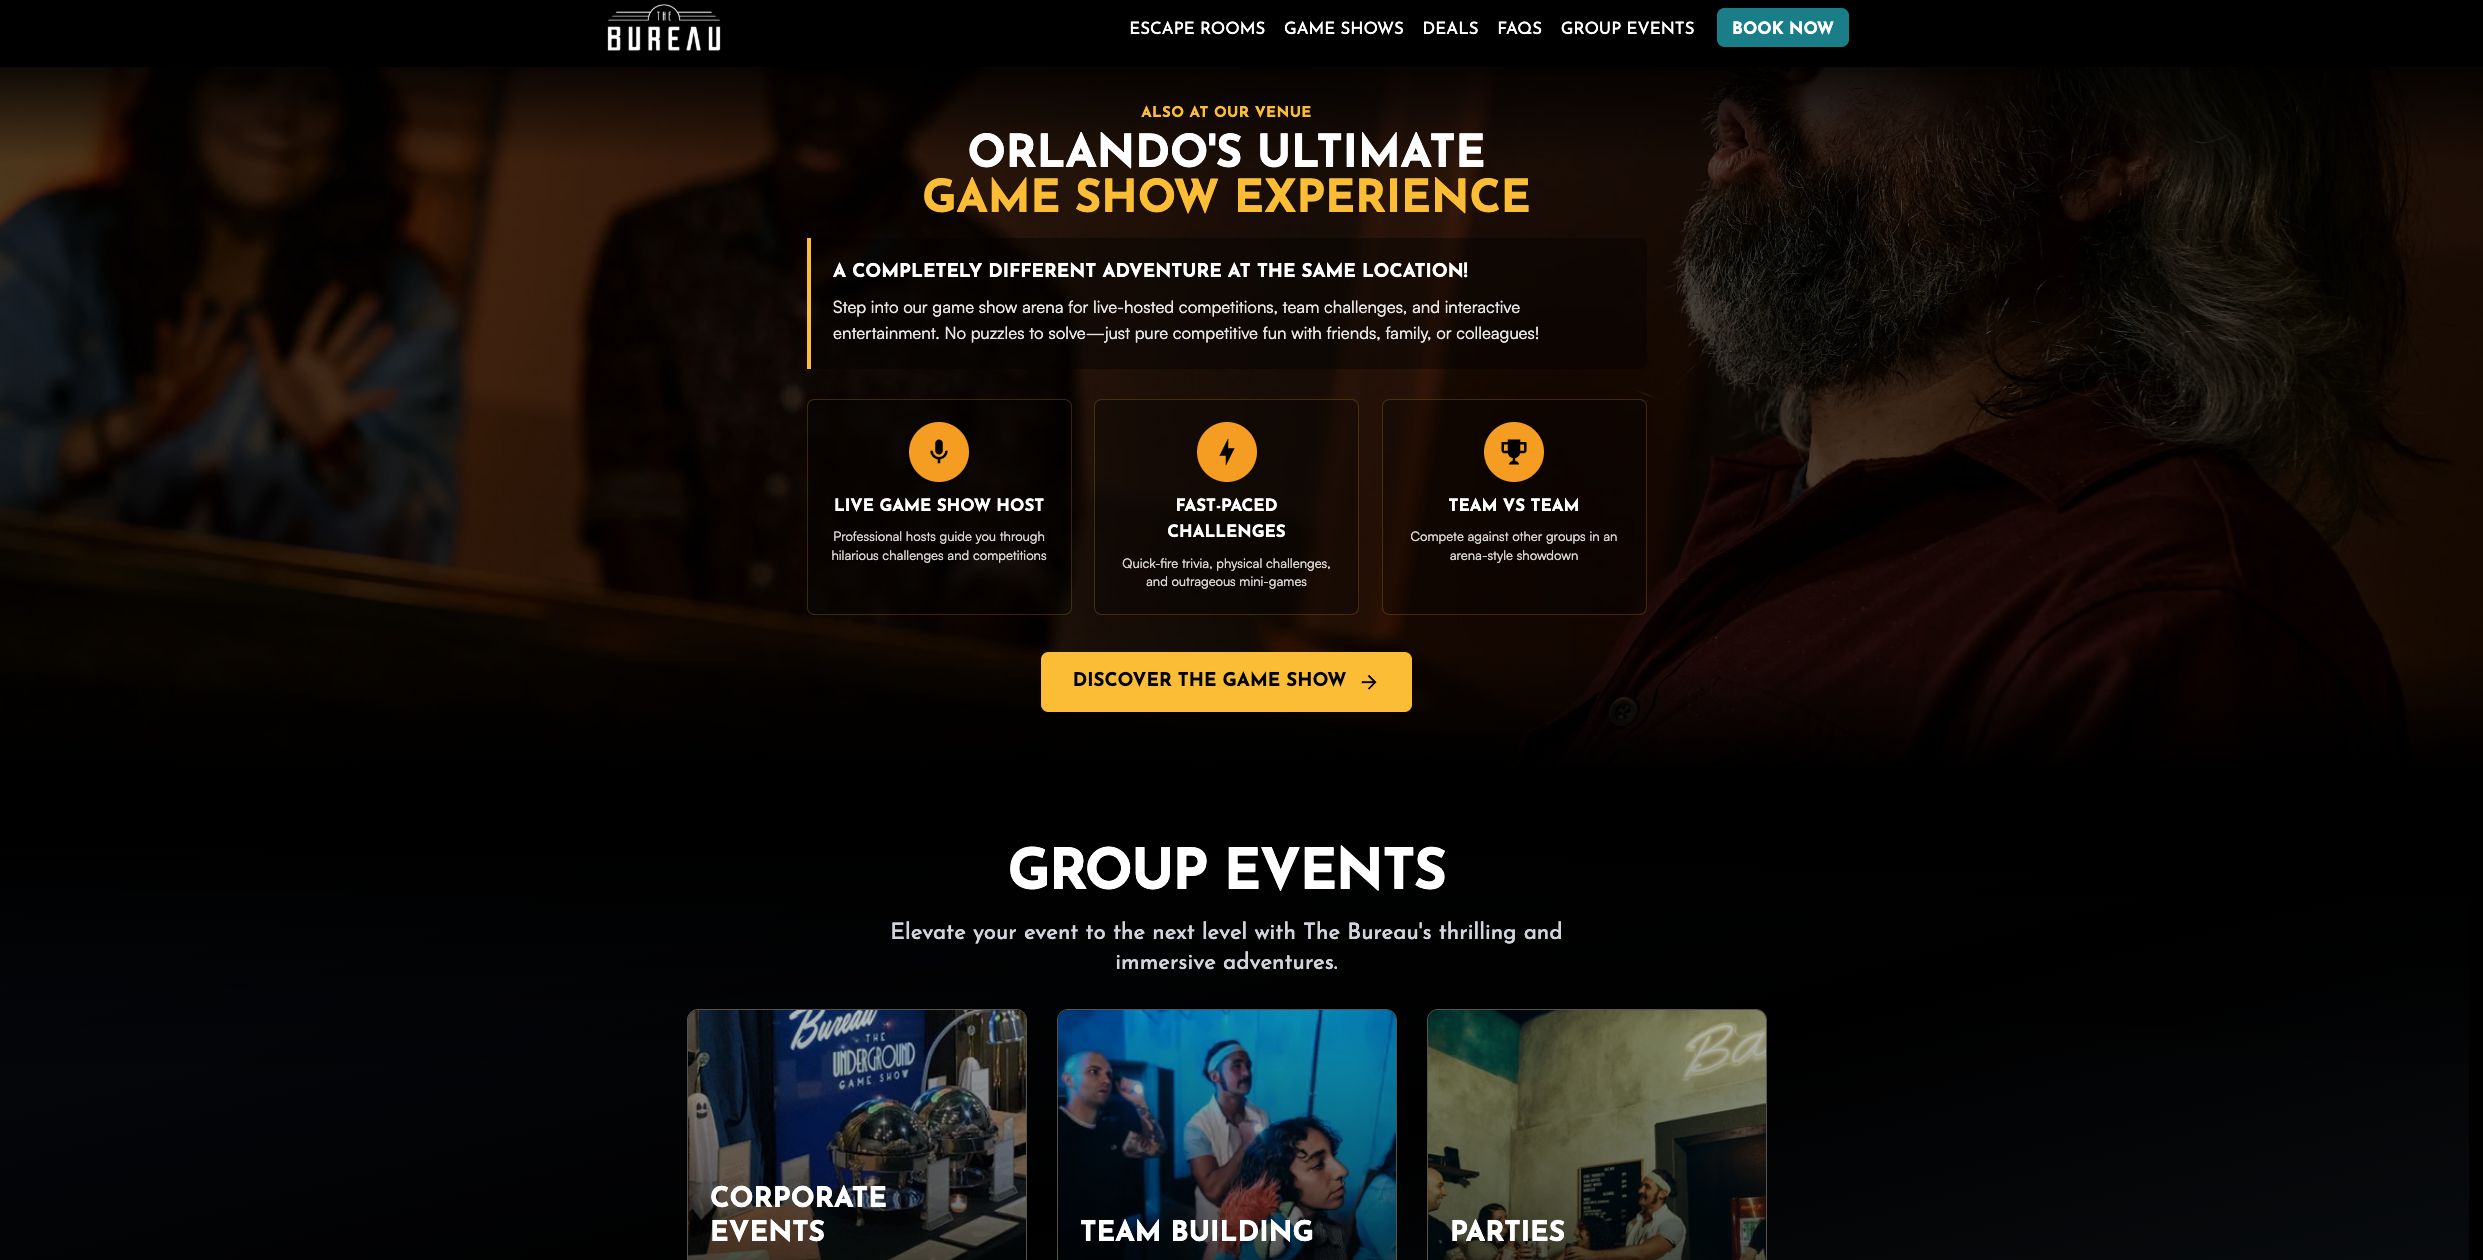 THE
BUREAU
ESCAPE ROOMS
GAME SHOWS
DEALS
FAQS
GROUP EVENTS
BOOK NOW
ALSO AT OUR VENUE
ORLANDO'S ULTIMATE
GAME SHOW EXPERIENCE
A COMPLETELY DIFFERENT ADVENTURE AT THE SAME LOCATION!
Step into our game show arena for live-hosted competitions, team challenges, and interactive
entertainment. No puzzles to solve—just pure competitive fun with friends, family, or colleagues!
LIVE GAME SHOW HOST
Professional hosts guide you through
hilarious challenges and competitions
FAST-PACED
CHALLENGES
Quick-fire trivia, physical challenges,
and outrageous mini-games
TEAM VS TEAM
Compete against other groups in an
arena-style showdown
DISCOVER THE GAME SHOW →
GROUP EVENTS
Elevate your event to the next level with The Bureau's thrilling and
immersive adventures.
Bureau
THE
UNDERGROUND
GAME SHOW
CORPORATE
EVENTS
TEAM BUILDING
Ba
PARTIES